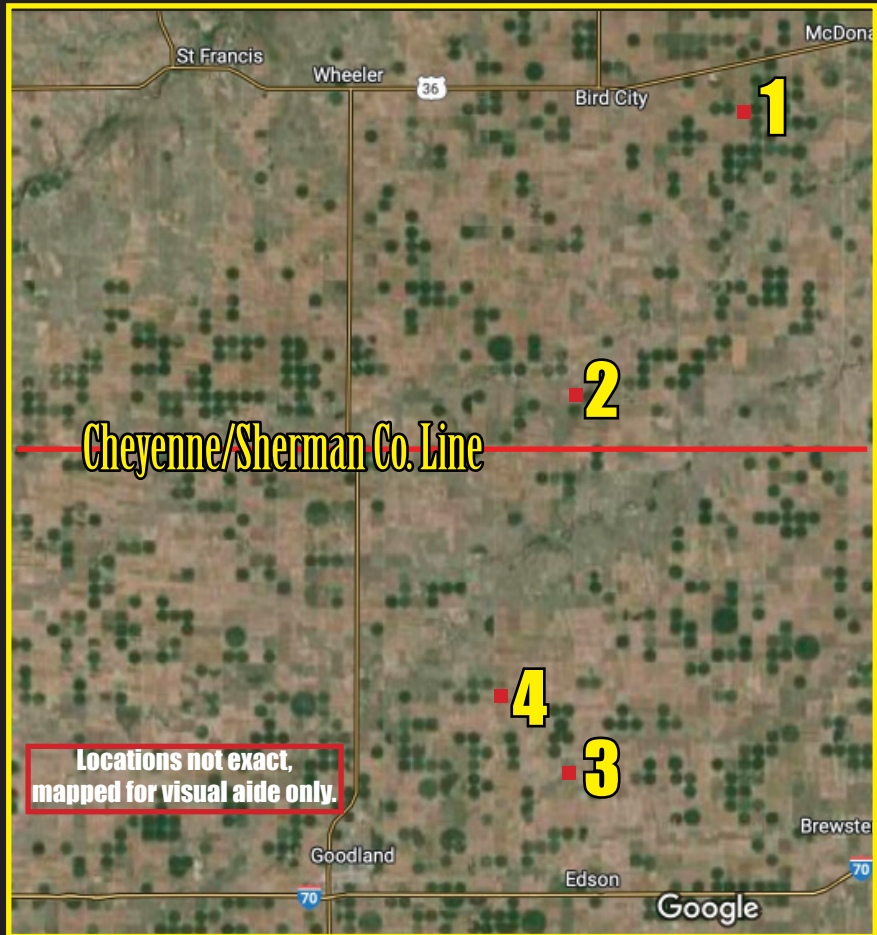 McDona
St Francis
Wheeler
36
Bird City
1
2
Cheyenne/Sherman Co. Line
4
3
Locations not exact,
mapped for visual aide only.
Brewste
Goodland
70
Edson
70
Google